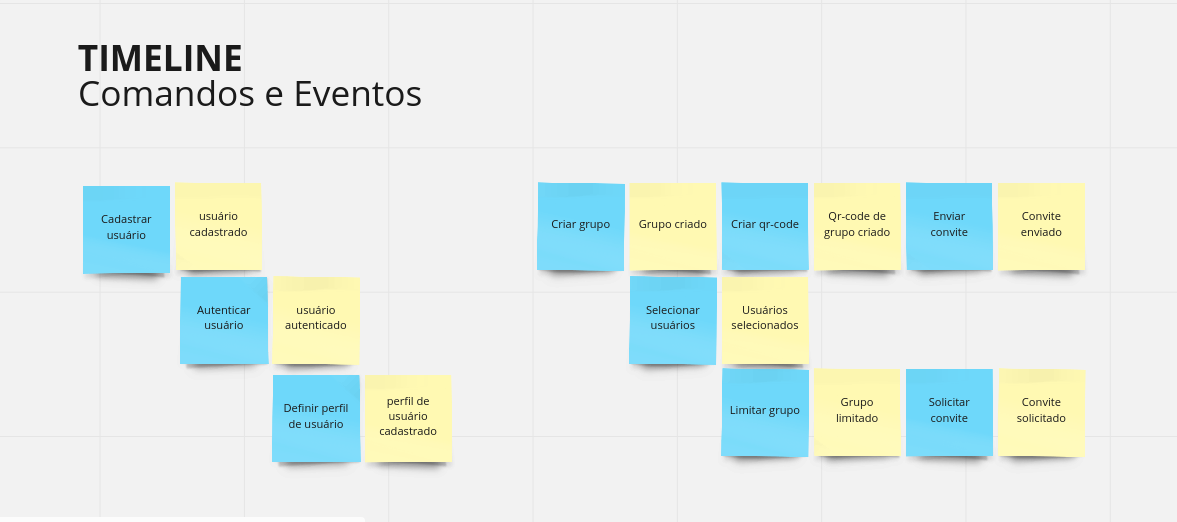 TIMELINE
Comandos e Eventos
Cadastrar
usuário
usuário
cadastrado
Autenticar
usuário
usuário
autenticado
Definir perfil
de usuário
perfil de
usuário
cadastrado
Criar grupo
Grupo criado
Criar qr-code
Qr-code de
grupo criado
Enviar
convite
Convite
enviado
Selecionar
usuários
Usuários
selecionados
Limitar grupo
Grupo
limitado
Solicitar
convite
Convite
solicitado